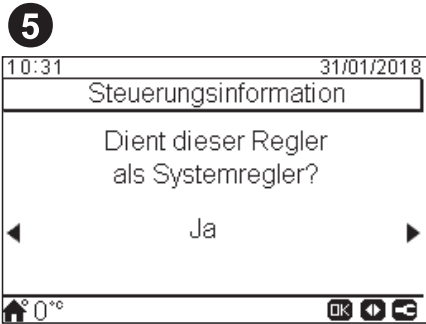 5
10:31 31/01/2018
Steuerungsinformation
Dient dieser Regler
als Systemregler?
Ja
0°c
OK